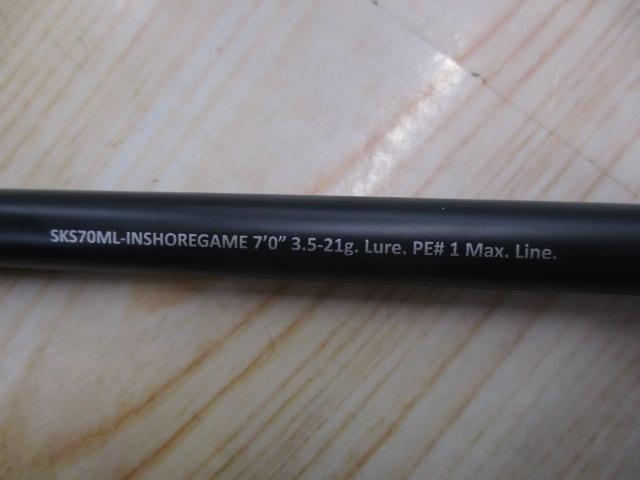 SKS70ML-INSHOREGAME 7’0” 3.5-21g. Lure. PE# 1 Max. Line.